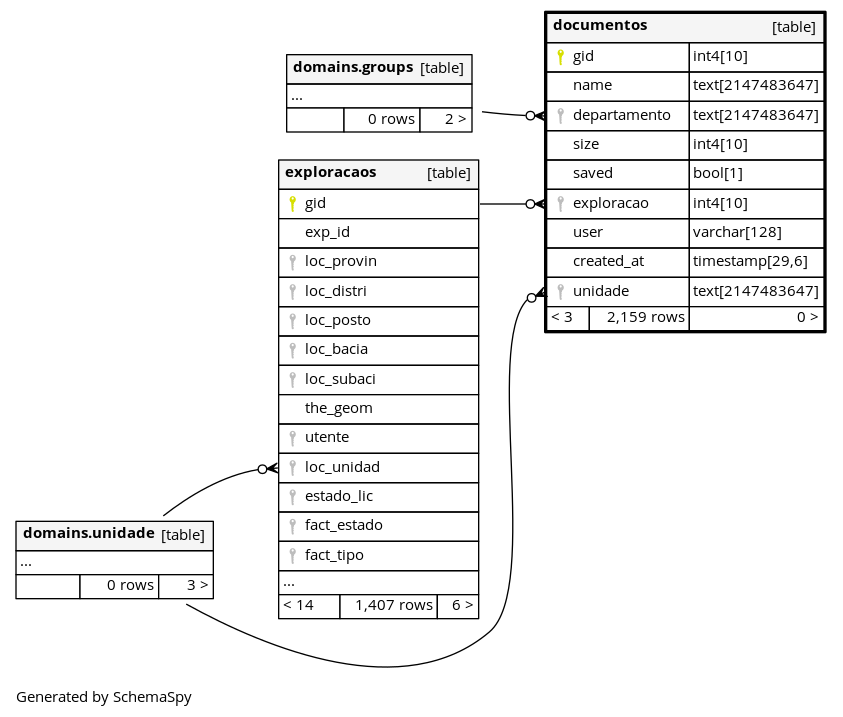 documentos [table]
gid int4[10]
name text[2147483647]
departamento text[2147483647]
size int4[10]
saved bool[1]
exploracao int4[10]
user varchar[128]
created_at timestamp[29,6]
unidade text[2147483647]
< 3 2,159 rows 0 >
domains.groups [table]
...
0 rows 2 >
exploracaos [table]
gid
exp_id
loc_provin
loc_distri
loc_posto
loc_bacia
loc_subaci
the_geom
utente
loc_unidad
estado_lic
fact_estado
fact_tipo
...
< 14 1,407 rows 6 >
domains.unidade [table]
...
0 rows 3 >
Generated by SchemaSpy